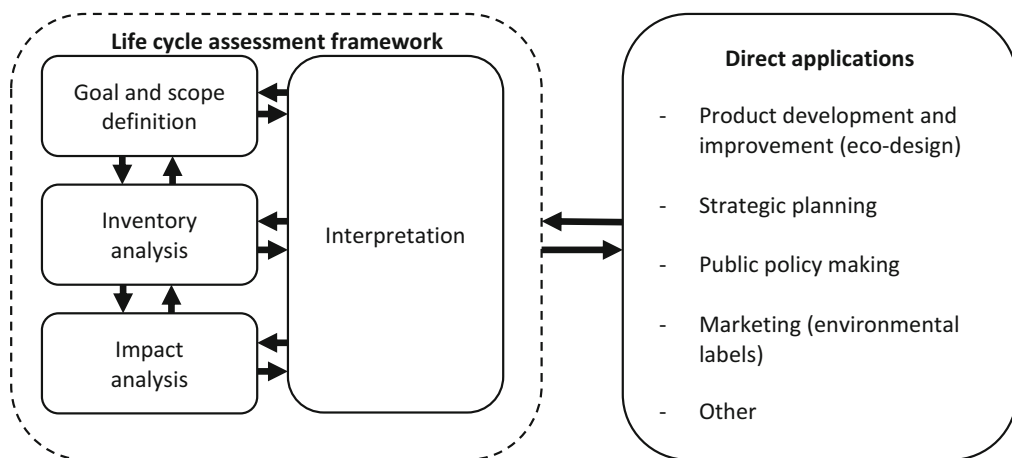 Life cycle assessment framework
Goal and scope
definition
Inventory
analysis
Impact
analysis
Interpretation
Direct applications
- Product development and
improvement (eco-design)
- Strategic planning
- Public policy making
- Marketing (environmental
labels)
- Other